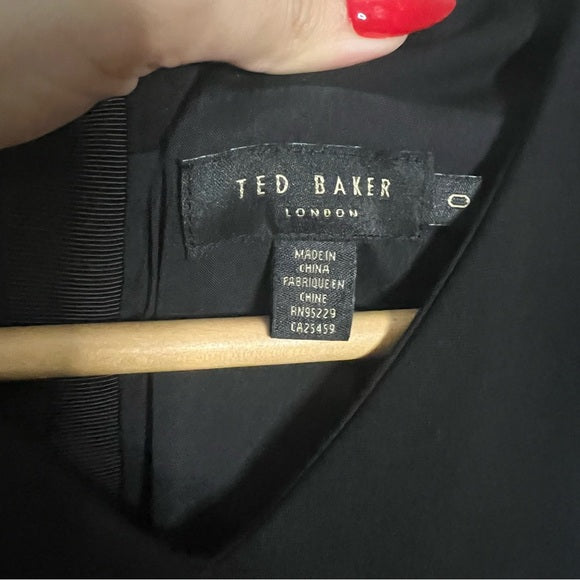 TED BAKER
LONDON
0
MADE IN
CHINA
FABRIQUE EN
CHINE
RN95229
CA25459